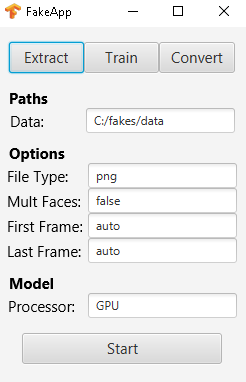 FakeApp
Extract Train Convert
Paths
Data: C:/fakes/data
Options
File Type: png
Mult Faces: false
First Frame: auto
Last Frame: auto
Model
Processor: GPU
Start